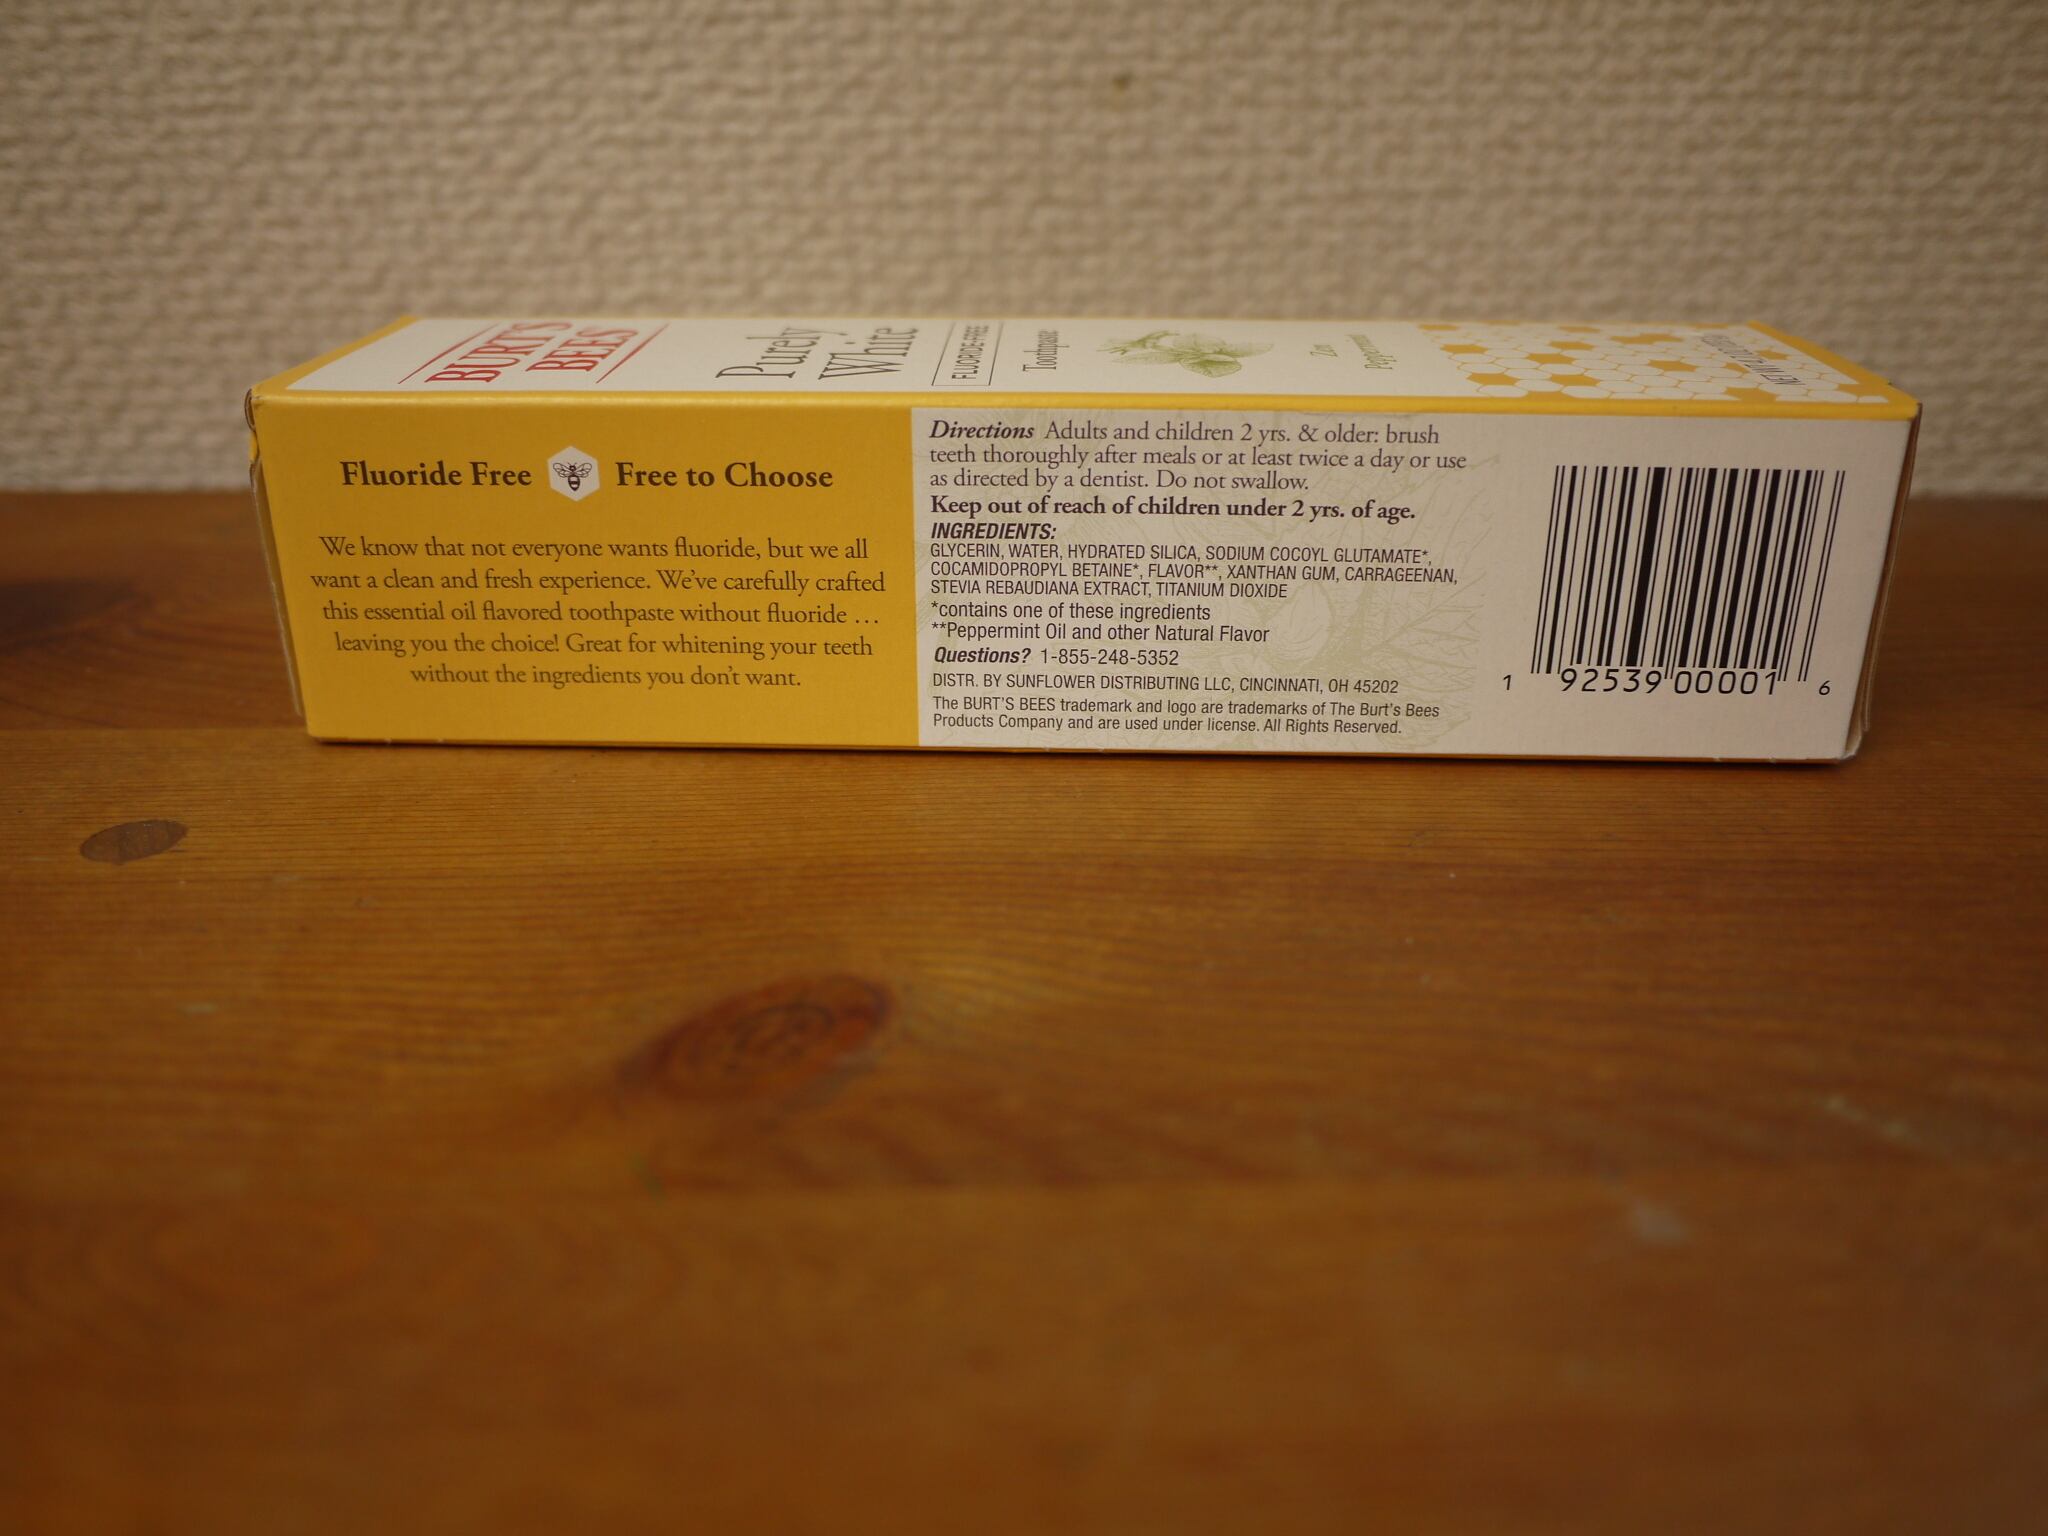 BURT'S
BEES
Purely
White
FLUORIDE-FREE
Toothpaste
Zen
Peppermint
NET WT
Fluoride Free Free to Choose
We know that not everyone wants fluoride, but we all
want a clean and fresh experience. We've carefully crafted
this essential oil flavored toothpaste without fluoride …
leaving you the choice! Great for whitening your teeth
without the ingredients you don't want.
Directions Adults and children 2 yrs. & older: brush
teeth thoroughly after meals or at least twice a day or use
as directed by a dentist. Do not swallow.
Keep out of reach of children under 2 yrs. of age.
INGREDIENTS:
GLYCERIN, WATER, HYDRATED SILICA, SODIUM COCOYL GLUTAMATE*,
COCAMIDOPROPYL BETAINE*, FLAVOR**, XANTHAN GUM, CARRAGEENAN,
STEVIA REBAUDIANA EXTRACT, TITANIUM DIOXIDE
*contains one of these ingredients
**Peppermint Oil and other Natural Flavor
Questions? 1-855-248-5352
DISTR. BY SUNFLOWER DISTRIBUTING LLC, CINCINNATI, OH 45202
The BURT'S BEES trademark and logo are trademarks of The Burt's Bees
Products Company and are used under license. All Rights Reserved.
1 92539 00001 6